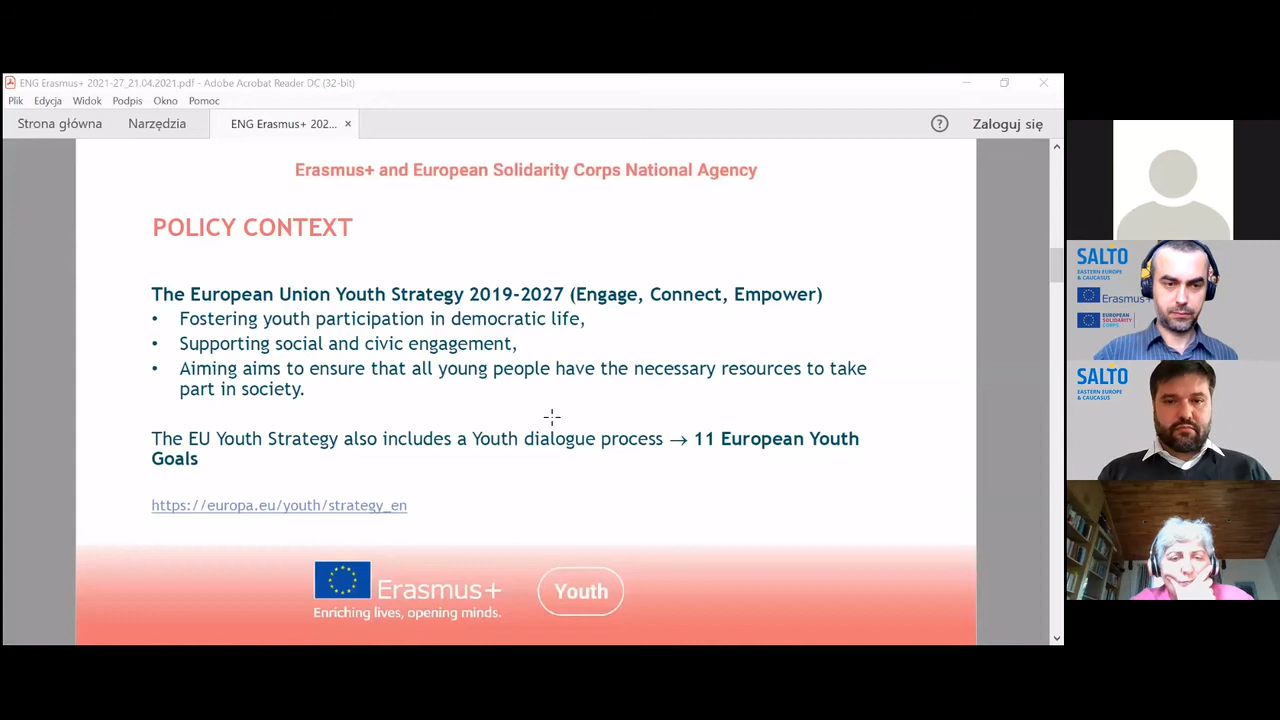 ENG Erasmus+ 2021-27_21.04.2021.pdf - Adobe Acrobat Reader DC (32-bit)
Plik Edycja Widok Podpis Okno Pomoc
Strona główna Narzędzia ENG Erasmus+ 202... × ? Zaloguj się
Erasmus+ and European Solidarity Corps National Agency
POLICY CONTEXT
The European Union Youth Strategy 2019-2027 (Engage, Connect, Empower)
• Fostering youth participation in democratic life,
• Supporting social and civic engagement,
• Aiming aims to ensure that all young people have the necessary resources to take
part in society.
The EU Youth Strategy also includes a Youth dialogue process → 11 European Youth
Goals
https://europa.eu/youth/strategy_en
Erasmus+
Enriching lives, opening minds.
Youth
SALTO
EASTERN EUROPE
& CAUCASUS
Erasmus+
EUROPEAN
SOLIDARITY
CORPS
SALTO
EASTERN EUROPE
& CAUCASUS